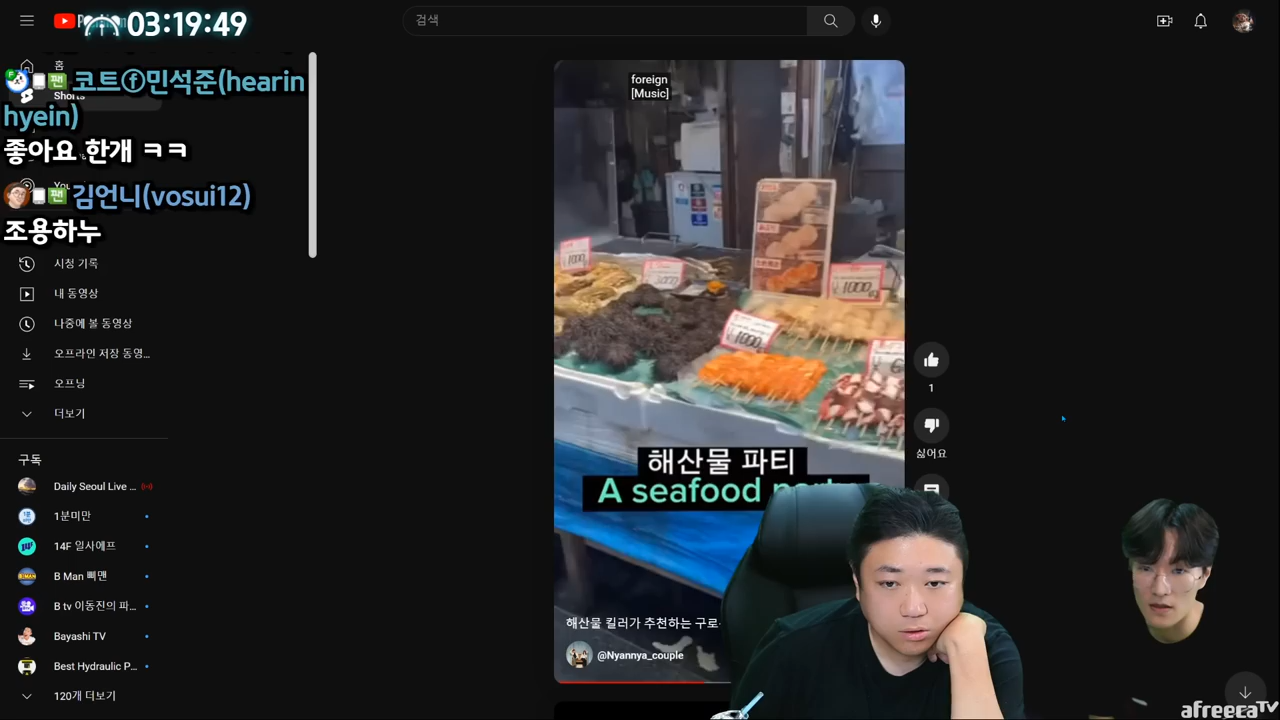 03:19:49
검색
홈
Shorts
코트ⓕ민석준(hearin
hyein)
좋아요 한개 ㅋㅋ
김언니(vosui12)
조용하누
시청 기록
내 동영상
나중에 볼 동영상
오프라인 저장 동영...
오프닝
더보기
구독
Daily Seoul Live ...
1분미만
14F 일사에프
B Man 삐맨
B tv 이동진의 파...
Bayashi TV
Best Hydraulic P...
120개 더보기
foreign
[Music]
1000
1000
해산물 파티
A seafood
해산물 킬러가 추천하는 구로
@Nyannya_couple
1
싫어요
afreecaTV